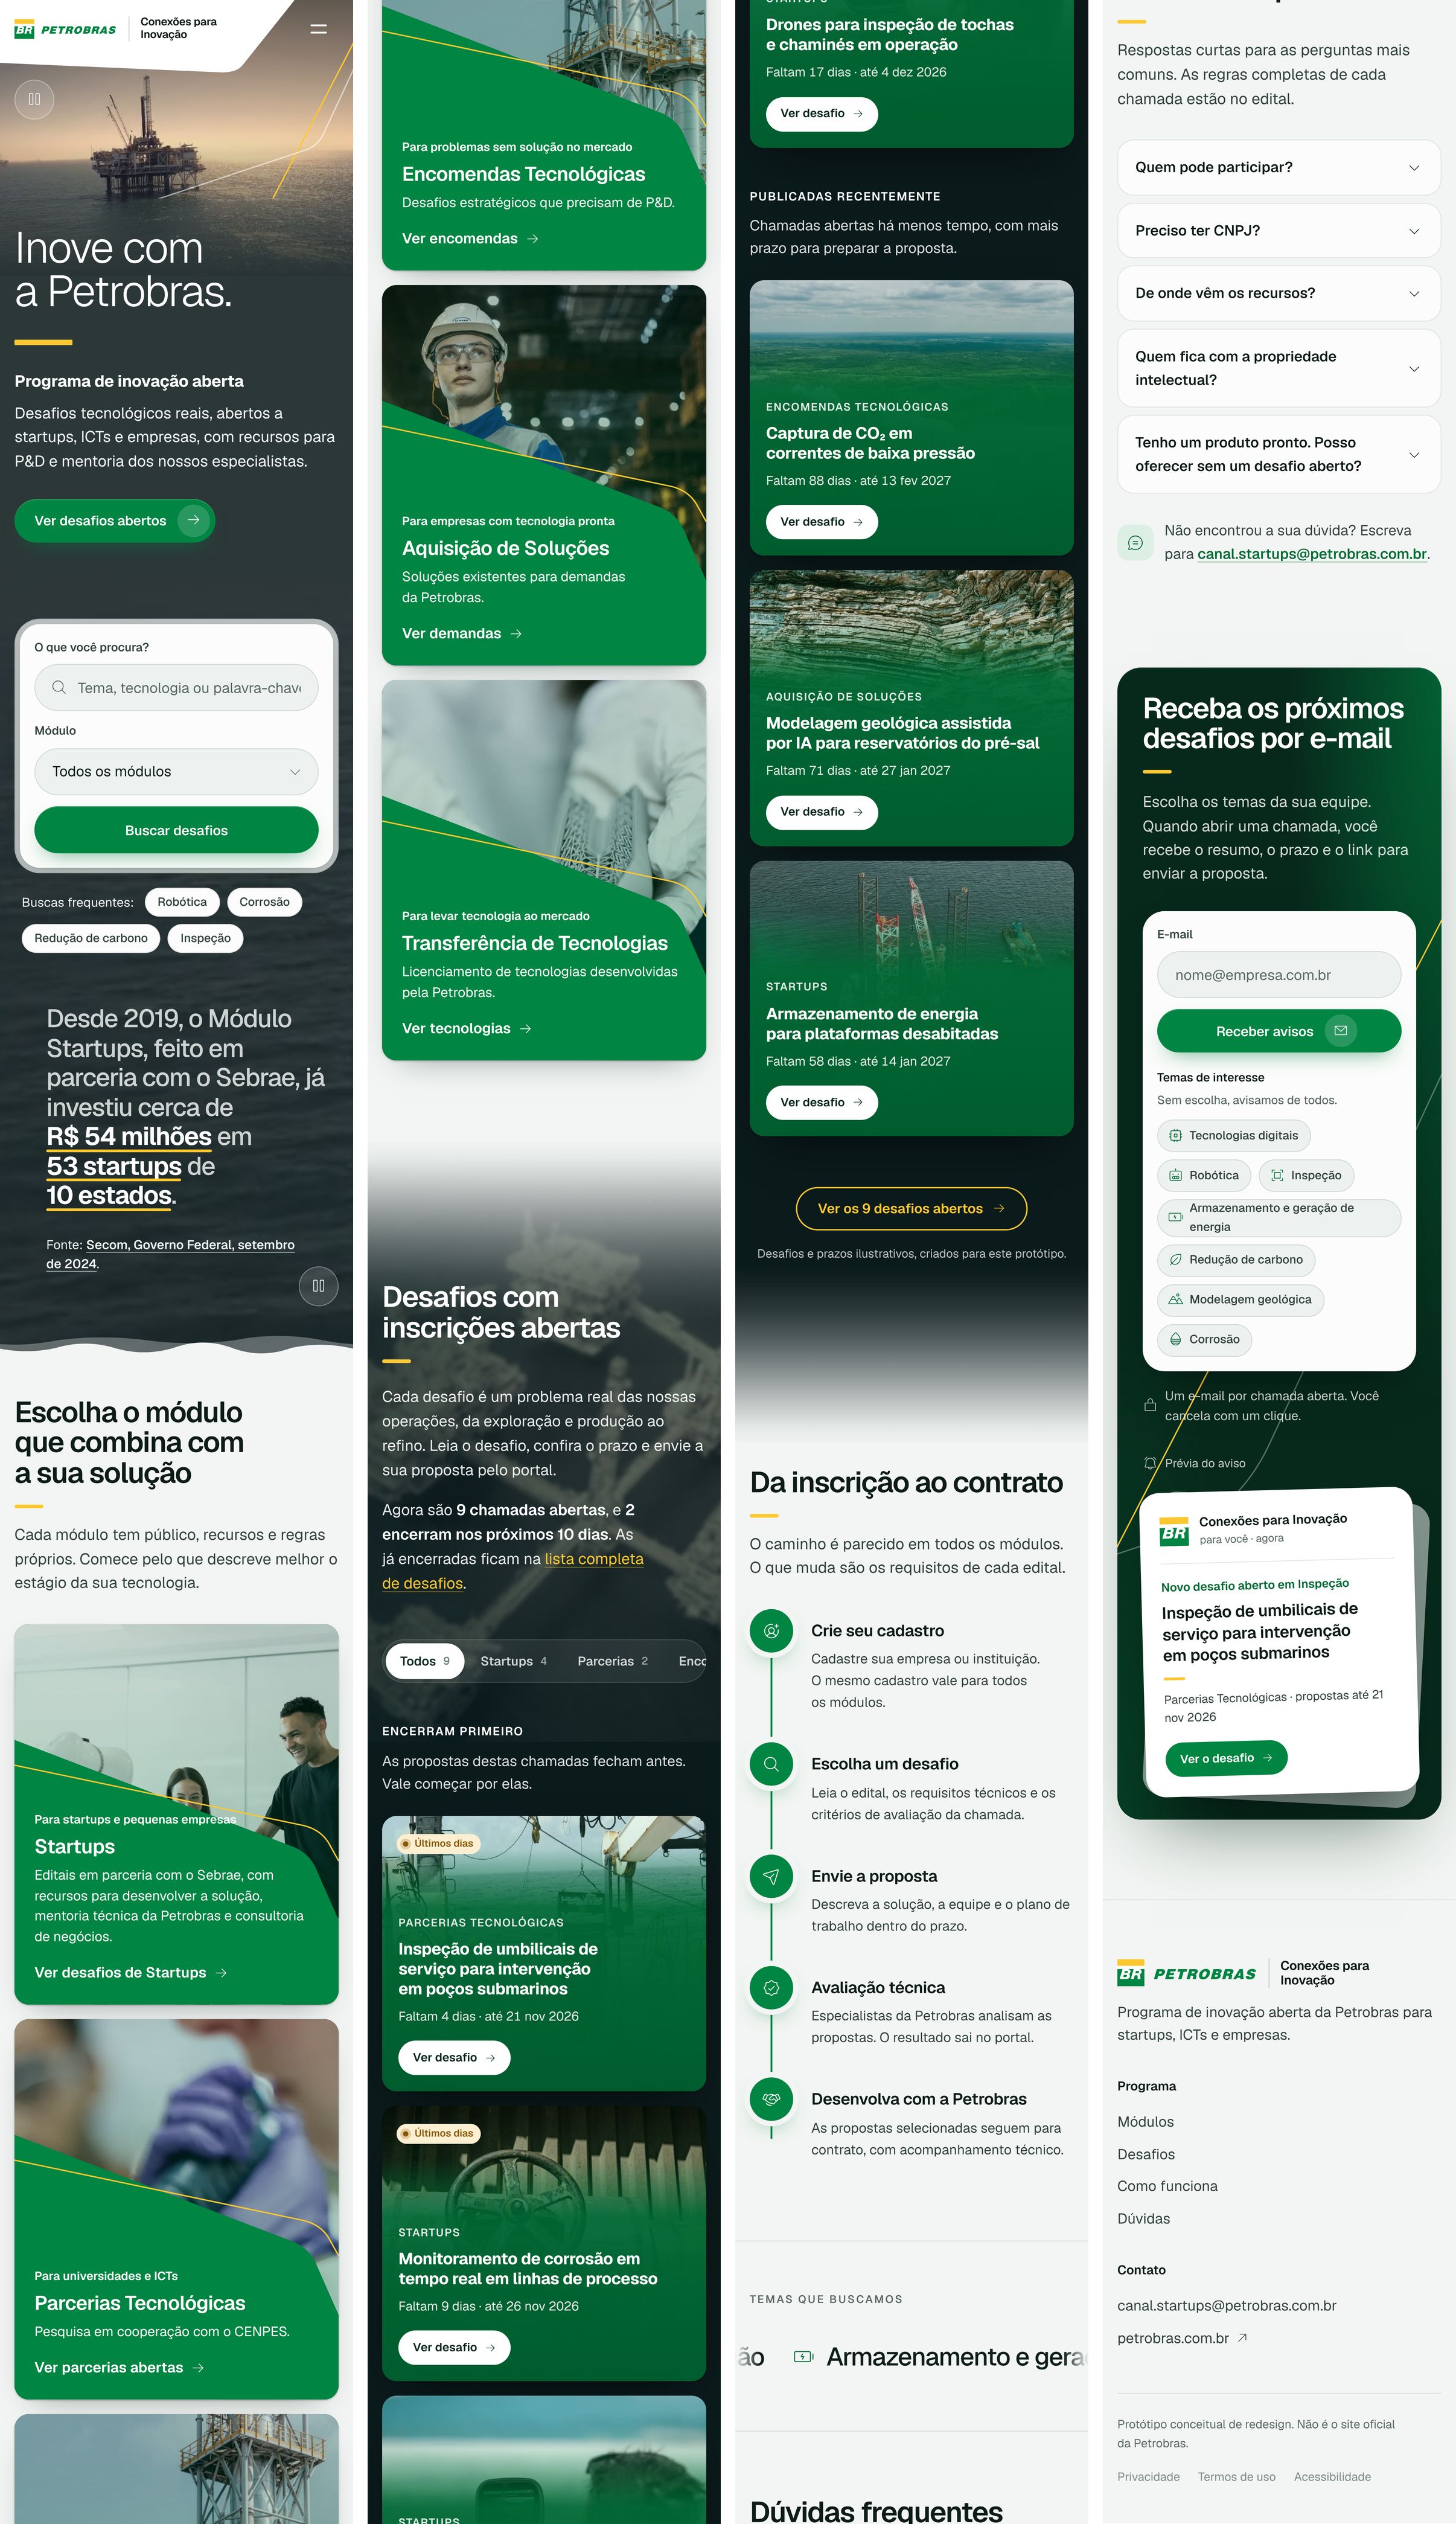 BR PETROBRAS
Conexões para
Inovação
Inove com
a Petrobras.
Programa de inovação aberta
Desafios tecnológicos reais, abertos a
startups, ICTs e empresas, com recursos para
P&D e mentoria dos nossos especialistas.
Ver desafios abertos
O que você procura?
Tema, tecnologia ou palavra-chave
Módulo
Todos os módulos
Buscar desafios
Buscas frequentes:
Robótica
Corrosão
Redução de carbono
Inspeção
Desde 2019, o Módulo
Startups, feito em
parceria com o Sebrae, já
investiu cerca de
R$ 54 milhões em
53 startups de
10 estados.
Fonte: Secom, Governo Federal, setembro
de 2024.
Escolha o módulo
que combina com
a sua solução
Cada módulo tem público, recursos e regras
próprios. Comece pelo que descreve melhor o
estágio da sua tecnologia.
Para startups e pequenas empresas
Startups
Editais em parceria com o Sebrae, com
recursos para desenvolver a solução,
mentoria técnica da Petrobras e consultoria
de negócios.
Ver desafios de Startups
Para universidades e ICTs
Parcerias Tecnológicas
Pesquisa em cooperação com o CENPES.
Ver parcerias abertas
Para problemas sem solução no mercado
Encomendas Tecnológicas
Desafios estratégicos que precisam de P&D.
Ver encomendas
Para empresas com tecnologia pronta
Aquisição de Soluções
Soluções existentes para demandas
da Petrobras.
Ver demandas
Para levar tecnologia ao mercado
Transferência de Tecnologias
Licenciamento de tecnologias desenvolvidas
pela Petrobras.
Ver tecnologias
Desafios com
inscrições abertas
Cada desafio é um problema real das nossas
operações, da exploração e produção ao
refino. Leia o desafio, confira o prazo e envie a
sua proposta pelo portal.
Agora são 9 chamadas abertas, e 2
encerram nos próximos 10 dias. As
já encerradas ficam na lista completa
de desafios.
Todos 9
Startups 4
Parcerias 2
Enco
ENCERRAM PRIMEIRO
As propostas destas chamadas fecham antes.
Vale começar por elas.
Últimos dias
PARCERIAS TECNOLÓGICAS
Inspeção de umbilicais de
serviço para intervenção
em poços submarinos
Faltam 4 dias · até 21 nov 2026
Ver desafio
Últimos dias
STARTUPS
Monitoramento de corrosão em
tempo real em linhas de processo
Faltam 9 dias · até 26 nov 2026
Ver desafio
STARTUPS
Drones para inspeção de tochas
e chaminés em operação
Faltam 17 dias · até 4 dez 2026
Ver desafio
PUBLICADAS RECENTEMENTE
Chamadas abertas há menos tempo, com mais
prazo para preparar a proposta.
ENCOMENDAS TECNOLÓGICAS
Captura de CO₂ em
correntes de baixa pressão
Faltam 88 dias · até 13 fev 2027
Ver desafio
AQUISIÇÃO DE SOLUÇÕES
Modelagem geológica assistida
por IA para reservatórios do pré-sal
Faltam 71 dias · até 27 jan 2027
Ver desafio
STARTUPS
Armazenamento de energia
para plataformas desabitadas
Faltam 58 dias · até 14 jan 2027
Ver desafio
Ver os 9 desafios abertos
Desafios e prazos ilustrativos, criados para este protótipo.
Da inscrição ao contrato
O caminho é parecido em todos os módulos.
O que muda são os requisitos de cada edital.
Crie seu cadastro
Cadastre sua empresa ou instituição.
O mesmo cadastro vale para todos
os módulos.
Escolha um desafio
Leia o edital, os requisitos técnicos e os
critérios de avaliação da chamada.
Envie a proposta
Descreva a solução, a equipe e o plano de
trabalho dentro do prazo.
Avaliação técnica
Especialistas da Petrobras analisam as
propostas. O resultado sai no portal.
Desenvolva com a Petrobras
As propostas selecionadas seguem para
contrato, com acompanhamento técnico.
TEMAS QUE BUSCAMOS
ão
Armazenamento e gera
Dúvidas frequentes
Respostas curtas para as perguntas mais
comuns. As regras completas de cada
chamada estão no edital.
Quem pode participar?
Preciso ter CNPJ?
De onde vêm os recursos?
Quem fica com a propriedade
intelectual?
Tenho um produto pronto. Posso
oferecer sem um desafio aberto?
Não encontrou a sua dúvida? Escreva
para canal.startups@petrobras.com.br.
Receba os próximos
desafios por e-mail
Escolha os temas da sua equipe.
Quando abrir uma chamada, você
recebe o resumo, o prazo e o link para
enviar a proposta.
E-mail
nome@empresa.com.br
Receber avisos
Temas de interesse
Sem escolha, avisamos de todos.
Tecnologias digitais
Robótica
Inspeção
Armazenamento e geração de
energia
Redução de carbono
Modelagem geológica
Corrosão
Um e-mail por chamada aberta. Você
cancela com um clique.
Prévia do aviso
BR
Conexões para Inovação
para você · agora
Novo desafio aberto em Inspeção
Inspeção de umbilicais de
serviço para intervenção
em poços submarinos
Parcerias Tecnológicas · propostas até 21
nov 2026
Ver o desafio
BR PETROBRAS
Conexões para
Inovação
Programa de inovação aberta da Petrobras para
startups, ICTs e empresas.
Programa
Módulos
Desafios
Como funciona
Dúvidas
Contato
canal.startups@petrobras.com.br
petrobras.com.br
Protótipo conceitual de redesign. Não é o site oficial
da Petrobras.
Privacidade
Termos de uso
Acessibilidade